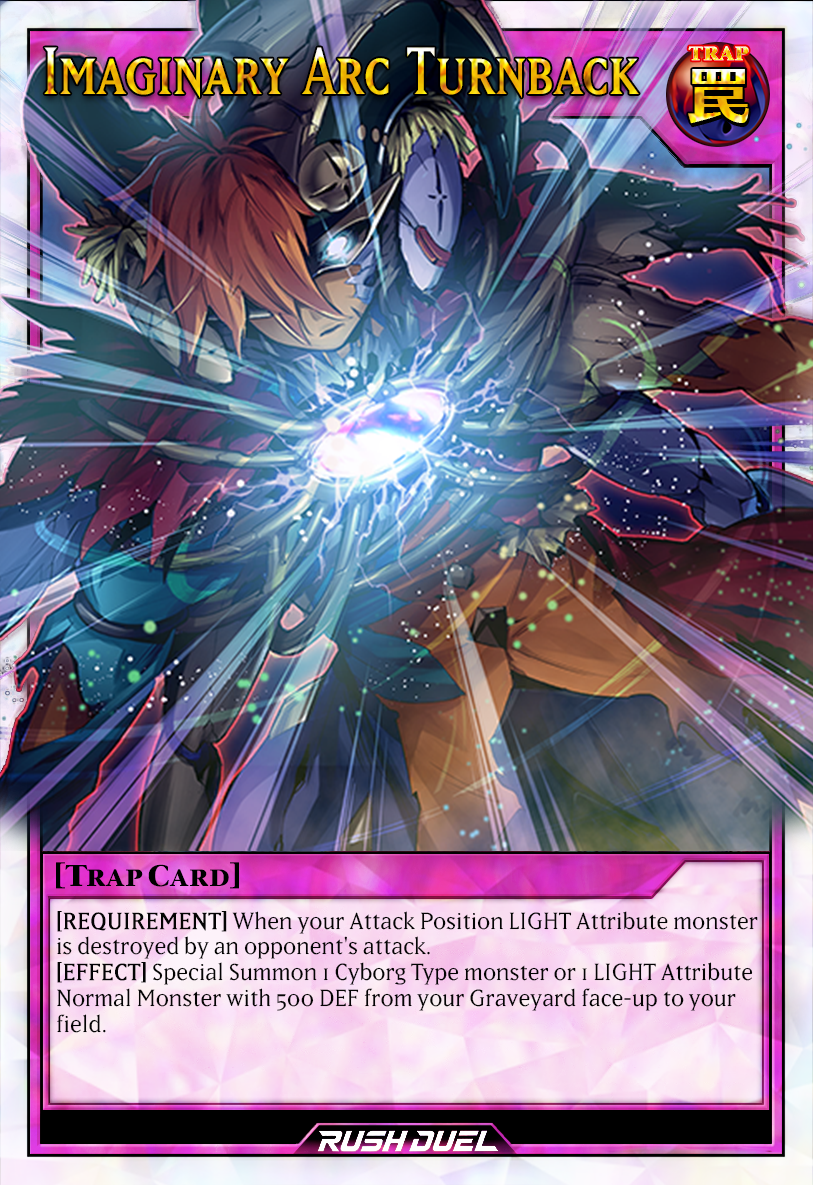 Imaginary Arc Turnback
TRAP
罠
[Trap Card]
[REQUIREMENT] When your Attack Position LIGHT Attribute monster
is destroyed by an opponent's attack.
[EFFECT] Special Summon 1 Cyborg Type monster or 1 LIGHT Attribute
Normal Monster with 500 DEF from your Graveyard face-up to your
field.
RUSH DUEL